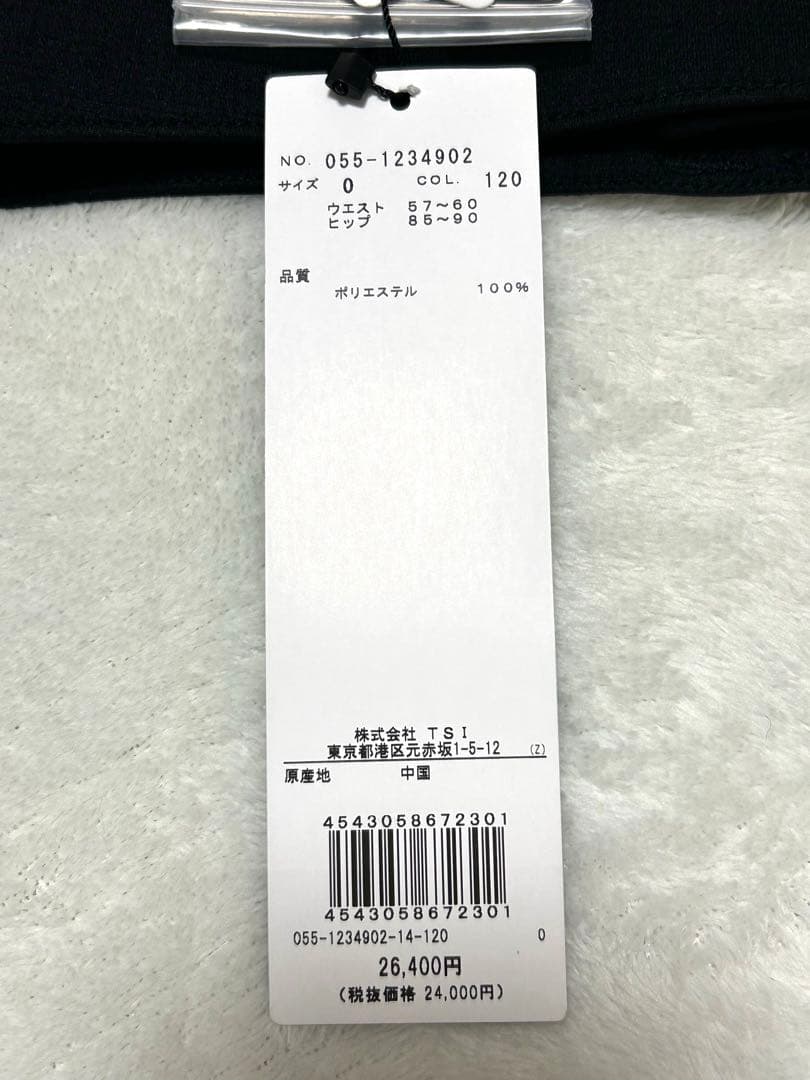 NO. 055-1234902
サイズ 0 COL. 120
ウエスト 57～60
ヒップ 85～90
品質
ポリエステル 100%
株式会社 TSI
東京都港区元赤坂1-5-12 (Z)
原産地 中国
4543058672301
4543058672301
055-1234902-14-120 0
26,400円
(税抜価格 24,000円)